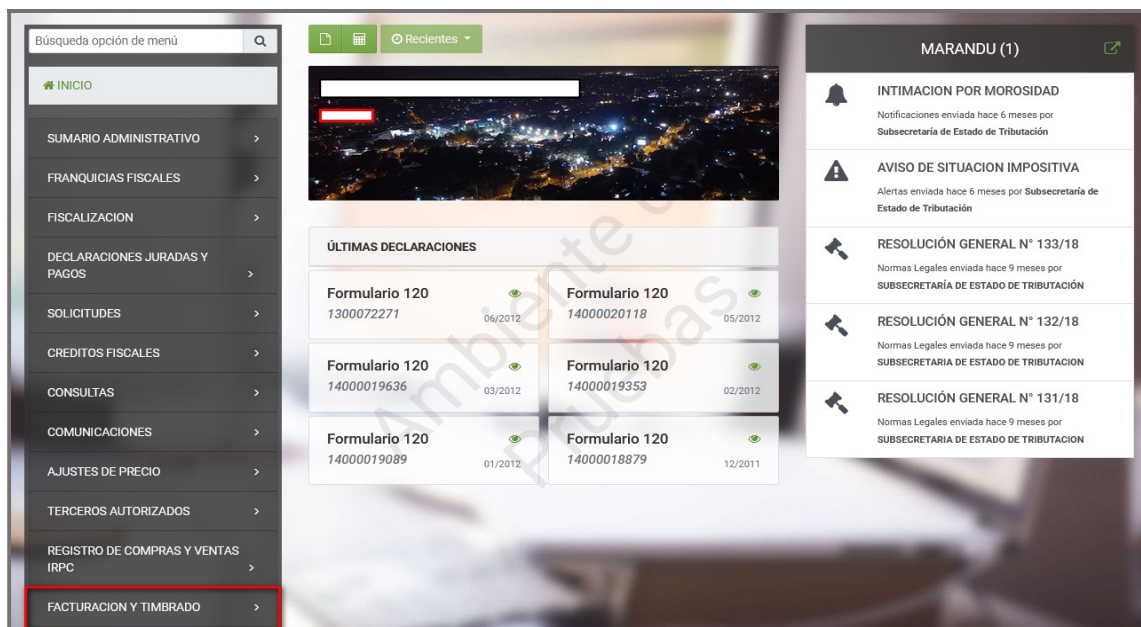 Búsqueda opción de menú
INICIO
SUMARIO ADMINISTRATIVO
FRANQUICIAS FISCALES
FISCALIZACION
DECLARACIONES JURADAS Y
PAGOS
SOLICITUDES
CREDITOS FISCALES
CONSULTAS
COMUNICACIONES
AJUSTES DE PRECIO
TERCEROS AUTORIZADOS
REGISTRO DE COMPRAS Y VENTAS
IRPC
FACTURACION Y TIMBRADO
Recientes
ÚLTIMAS DECLARACIONES
Formulario 120
1300072271 06/2012
Formulario 120
14000020118 05/2012
Formulario 120
14000019636 03/2012
Formulario 120
14000019353 02/2012
Formulario 120
14000019089 01/2012
Formulario 120
14000018879 12/2011
Ambiente de
Pruebas
MARANDU (1)
INTIMACION POR MOROSIDAD
Notificaciones enviada hace 6 meses por
Subsecretaría de Estado de Tributación
AVISO DE SITUACION IMPOSITIVA
Alertas enviada hace 6 meses por Subsecretaría de
Estado de Tributación
RESOLUCIÓN GENERAL N° 133/18
Normas Legales enviada hace 9 meses por
SUBSECRETARÍA DE ESTADO DE TRIBUTACIÓN
RESOLUCIÓN GENERAL N° 132/18
Normas Legales enviada hace 9 meses por
SUBSECRETARIA DE ESTADO DE TRIBUTACION
RESOLUCIÓN GENERAL N° 131/18
Normas Legales enviada hace 9 meses por
SUBSECRETARIA DE ESTADO DE TRIBUTACION